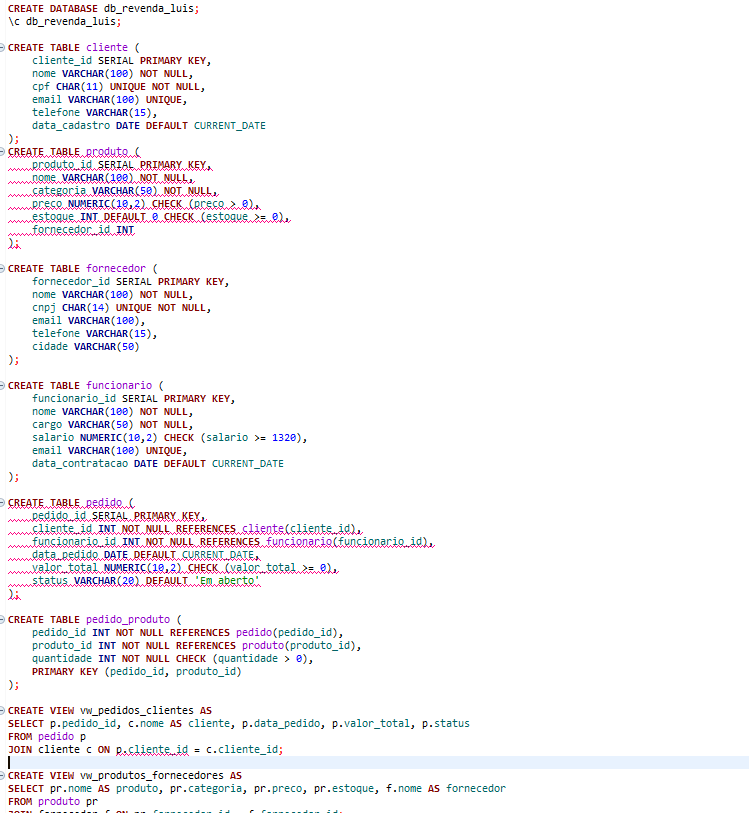 CREATE DATABASE db_revenda_luis;
\c db_revenda_luis;
CREATE TABLE cliente (
cliente_id SERIAL PRIMARY KEY,
nome VARCHAR(100) NOT NULL,
cpf CHAR(11) UNIQUE NOT NULL,
email VARCHAR(100) UNIQUE,
telefone VARCHAR(15),
data_cadastro DATE DEFAULT CURRENT_DATE
);
CREATE TABLE produto (
produto_id SERIAL PRIMARY KEY,
nome VARCHAR(100) NOT NULL,
categoria VARCHAR(50) NOT NULL,
preco NUMERIC(10,2) CHECK (preco > 0),
estoque INT DEFAULT 0 CHECK (estoque >= 0),
fornecedor_id INT
);
CREATE TABLE fornecedor (
fornecedor_id SERIAL PRIMARY KEY,
nome VARCHAR(100) NOT NULL,
cnpj CHAR(14) UNIQUE NOT NULL,
email VARCHAR(100),
telefone VARCHAR(15),
cidade VARCHAR(50)
);
CREATE TABLE funcionario (
funcionario_id SERIAL PRIMARY KEY,
nome VARCHAR(100) NOT NULL,
cargo VARCHAR(50) NOT NULL,
salario NUMERIC(10,2) CHECK (salario >= 1320),
email VARCHAR(100) UNIQUE,
data_contratacao DATE DEFAULT CURRENT_DATE
);
CREATE TABLE pedido (
pedido_id SERIAL PRIMARY KEY,
cliente_id INT NOT NULL REFERENCES cliente(cliente_id),
funcionario_id INT NOT NULL REFERENCES funcionario(funcionario_id),
data_pedido DATE DEFAULT CURRENT_DATE,
valor_total NUMERIC(10,2) CHECK (valor_total >= 0),
status VARCHAR(20) DEFAULT 'Em aberto'
);
CREATE TABLE pedido_produto (
pedido_id INT NOT NULL REFERENCES pedido(pedido_id),
produto_id INT NOT NULL REFERENCES produto(produto_id),
quantidade INT NOT NULL CHECK (quantidade > 0),
PRIMARY KEY (pedido_id, produto_id)
);
CREATE VIEW vw_pedidos_clientes AS
SELECT p.pedido_id, c.nome AS cliente, p.data_pedido, p.valor_total, p.status
FROM pedido p
JOIN cliente c ON p.cliente_id = c.cliente_id;
CREATE VIEW vw_produtos_fornecedores AS
SELECT pr.nome AS produto, pr.categoria, pr.preco, pr.estoque, f.nome AS fornecedor
FROM produto pr
JOIN fornecedor f ON pr.fornecedor_id = f.fornecedor_id;